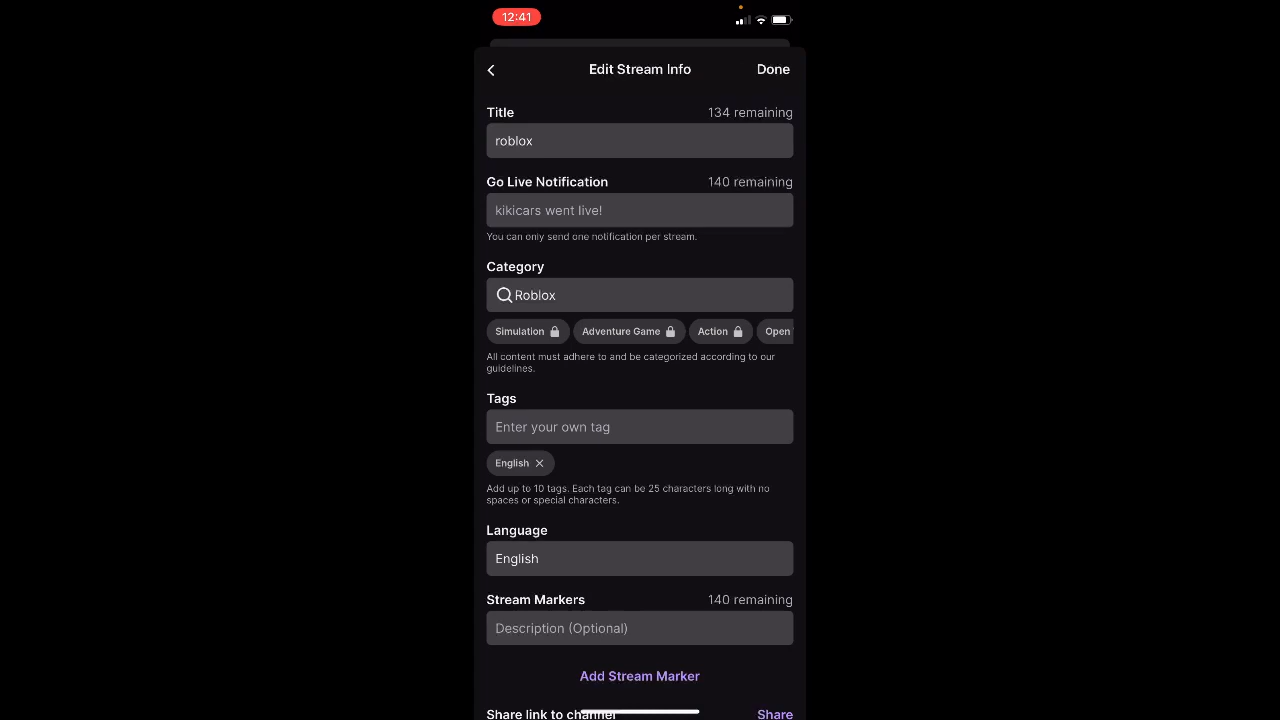 12:41
Edit Stream Info Done
Title 134 remaining
roblox
Go Live Notification 140 remaining
kikicars went live!
You can only send one notification per stream.
Category
Roblox
Simulation Adventure Game Action Open
All content must adhere to and be categorized according to our
guidelines.
Tags
Enter your own tag
English
Add up to 10 tags. Each tag can be 25 characters long with no
spaces or special characters.
Language
English
Stream Markers 140 remaining
Description (Optional)
Add Stream Marker
Share link to channel Share